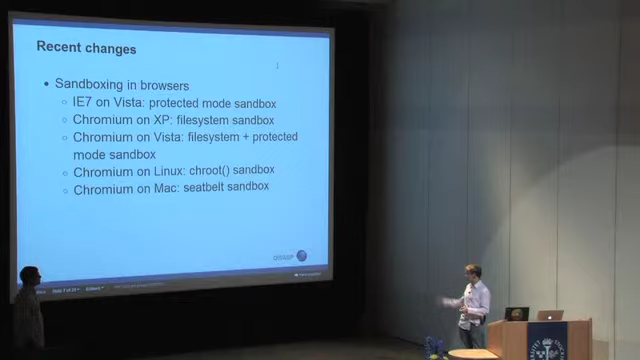 Recent changes
• Sandboxing in browsers
○ IE7 on Vista: protected mode sandbox
○ Chromium on XP: filesystem sandbox
○ Chromium on Vista: filesystem + protected
mode sandbox
○ Chromium on Linux: chroot() sandbox
○ Chromium on Mac: seatbelt sandbox
OWASP